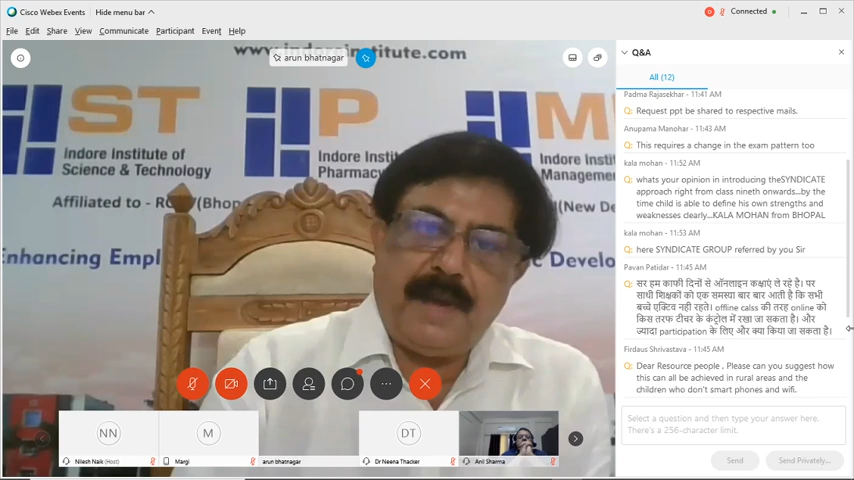 Cisco Webex Events
Hide menu bar
Connected
File Edit Share View Communicate Participant Event Help
arun bhatnagar
ST
Indore Institute of
Science & Technology
IP
Indore Institute
Pharmacy
M
Indore Institute
Management
Affiliated to -
(Bhop
(New De
Enhancing Empl
c Develo
NN
Nilesh Naik (Host)
M
Margi
arun bhatnagar
DT
Dr Neena Thacker
Anil Sharma
Q&A
All (12)
Padma Rajasekhar - 11:41 AM
Q: Request ppt be shared to respective mails.
Anupama Manohar - 11:43 AM
Q: This requires a change in the exam pattern too
kala mohan - 11:52 AM
Q: whats your opinion in introducing theSYNDICATE
approach right from class nineth onwards...by the
time child is able to define his own strengths and
weaknesses clearly...KALA MOHAN from BHOPAL
kala mohan - 11:53 AM
Q: here SYNDICATE GROUP referred by you Sir
Pavan Patidar - 11:45 AM
Q: सर हम काफी दिनों से ऑनलाइन कक्षाएं ले रहे है। पर
साथी शिक्षकों को एक समस्या बार बार आती है कि सभी
बच्चे एक्टिव नही रहते। offline calss की तरह online को
किस तरफ टीचर के कंट्रोल में रखा जा सकता है। और
ज्यादा participation के लिए और क्या किया जा सकता है।
Firdaus Shrivastava - 11:45 AM
Q: Dear Resource people , Please can you suggest how
this can all be achieved in rural areas and the
children who don't smart phones and wifi.
Select a question and then type your answer here.
There's a 256-character limit.
Send
Send Privately...